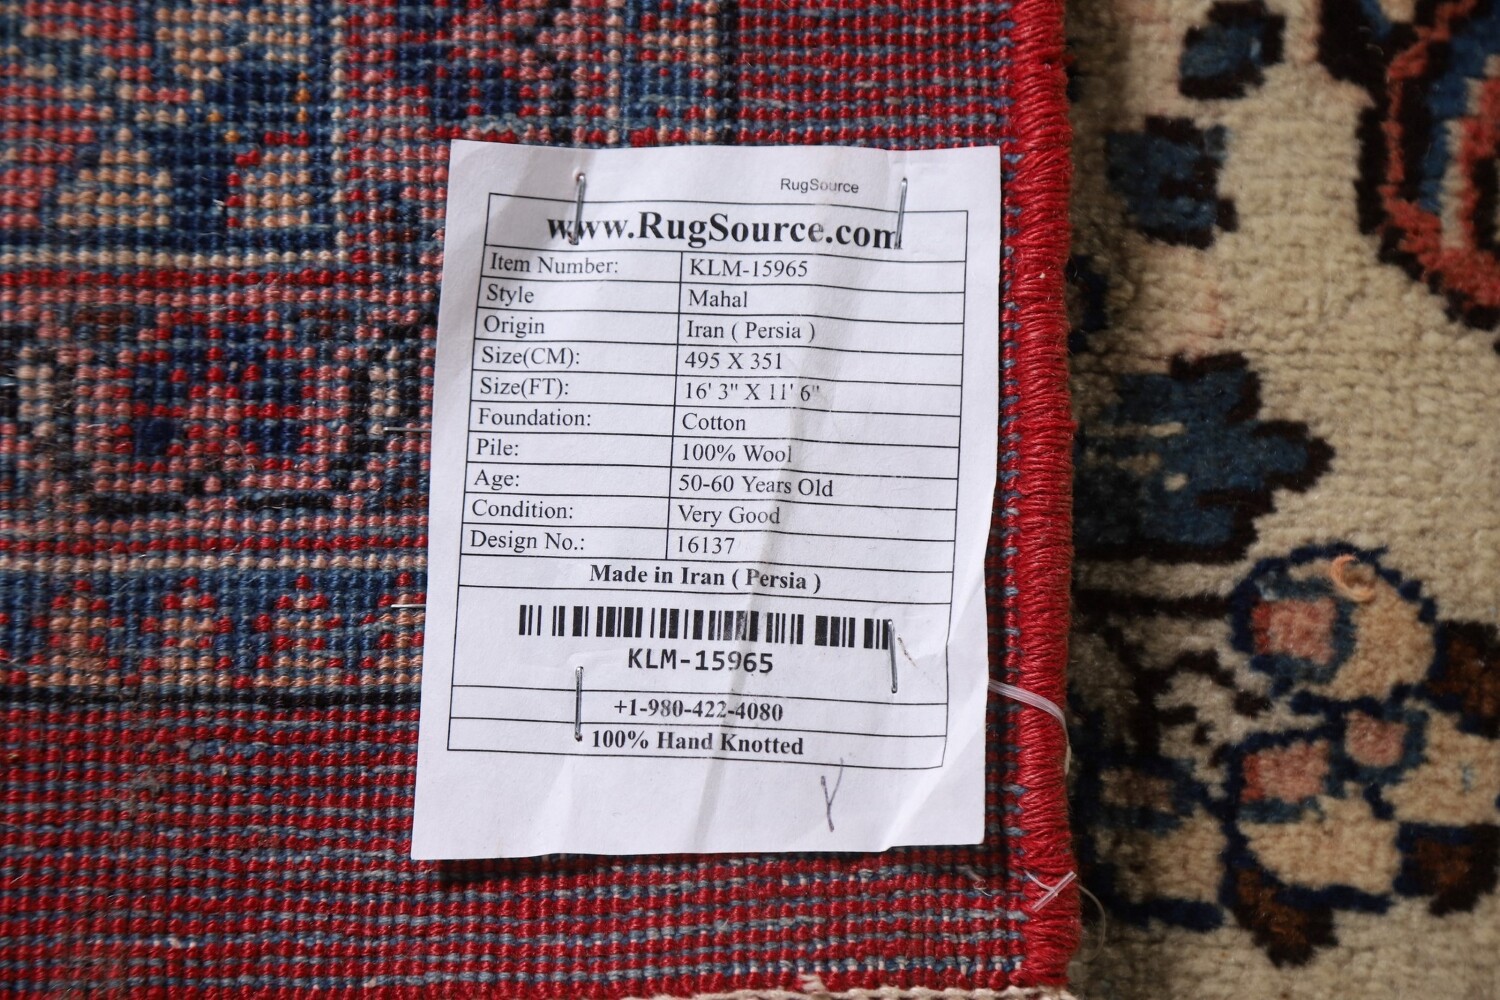 RugSource
www.RugSource.com
Item Number: KLM-15965
Style Mahal
Origin Iran ( Persia )
Size(CM): 495 X 351
Size(FT): 16' 3" X 11' 6"
Foundation: Cotton
Pile: 100% Wool
Age: 50-60 Years Old
Condition: Very Good
Design No.: 16137
Made in Iran ( Persia )
KLM-15965
+1-980-422-4080
100% Hand Knotted
Y